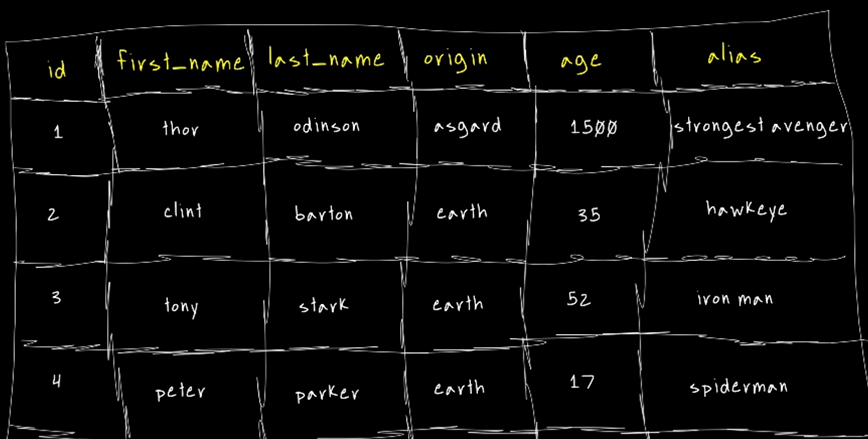 id first_name last_name origin age alias
1 thor odinson asgard 1500 strongest avenger
2 clint barton earth 35 hawkeye
3 tony stark earth 52 iron man
4 peter parker earth 17 spiderman